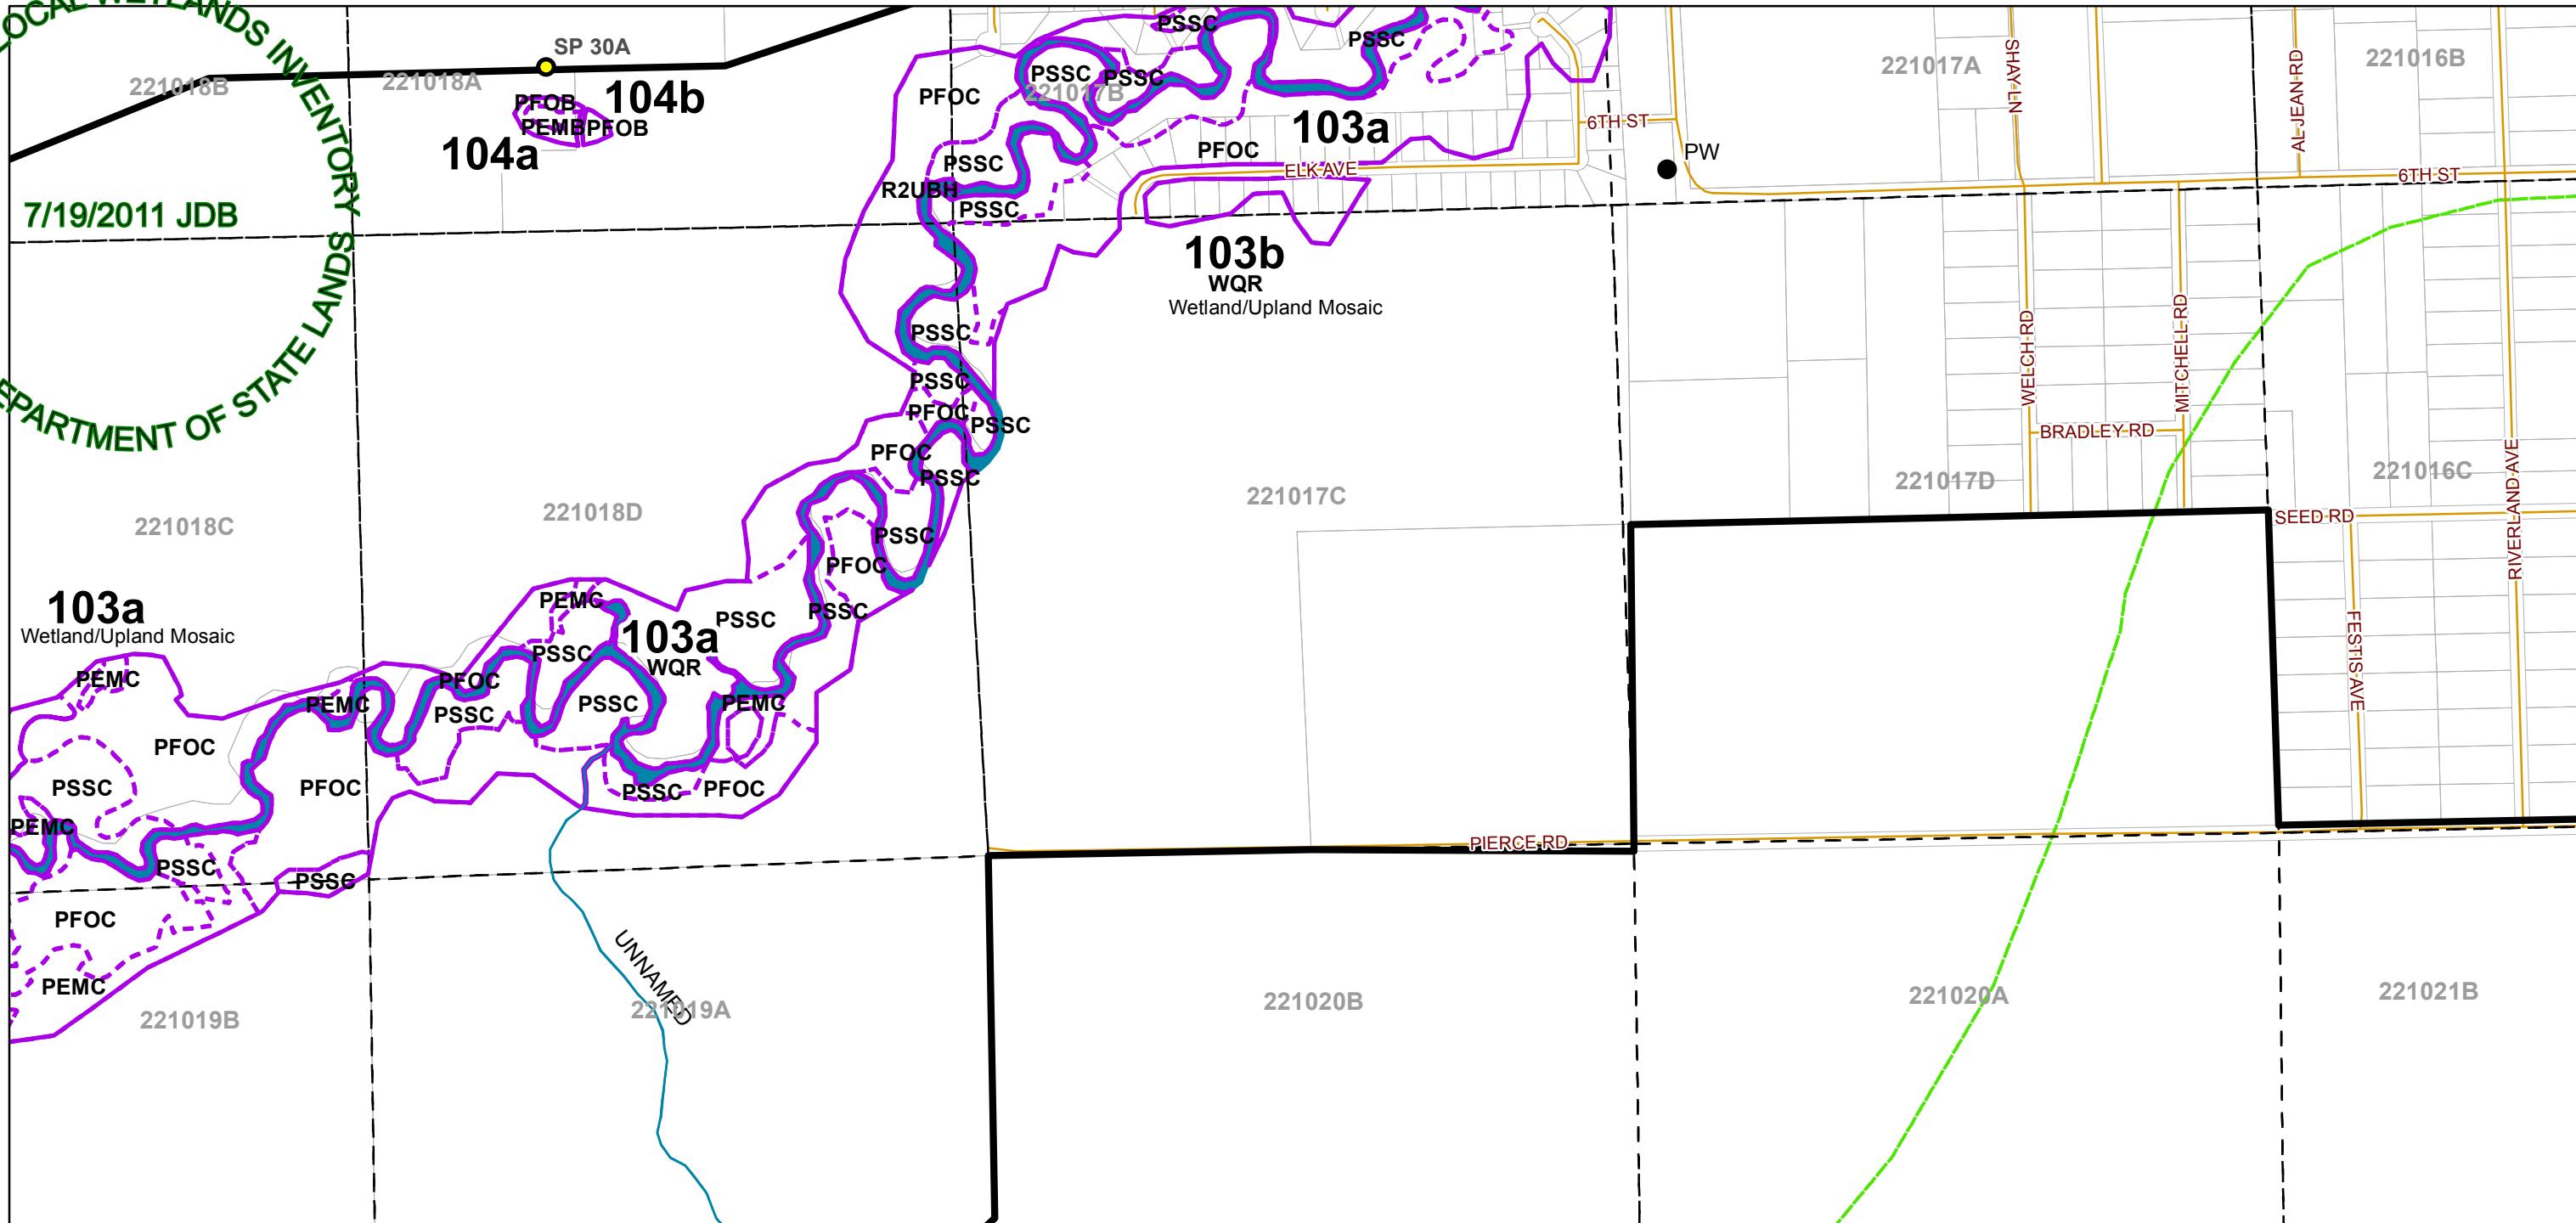 LOCAL WETLANDS INVENTORY
DEPARTMENT OF STATE LANDS
7/19/2011 JDB
SP 30A
221018B
221018A
104b
PFOB
PEMB
PFOB
104a
PSSC
PSSC
PFOC
PSSC
PSSC
221017B
103a
PFOC
PSSC
ELK AVE
R2UBH
PSSC
6TH ST
PW
221017A
SHAY LN
AL JEAN RD
221016B
6TH ST
103b
WQR
Wetland/Upland Mosaic
PSSC
PSSC
PFOC
PSSC
PFOC
PSSC
WELCH RD
MITCHELL RD
BRADLEY RD
221017D
221016C
RIVERLAND AVE
SEED RD
FESTIS AVE
221017C
221018C
221018D
PSSC
PFOC
PSSC
PSSC
103a
Wetland/Upland Mosaic
PEMC
103a
WQR
PSSC
PEMC
PFOC
PEMC
PSSC
PSSC
PEMC
PFOC
PSSC
PFOC
PSSC
PFOC
PEMC
PSSC
PSSC
PFOC
PEMC
PIERCE RD
UNNAMED
221019B
221019A
221020B
221020A
221021B